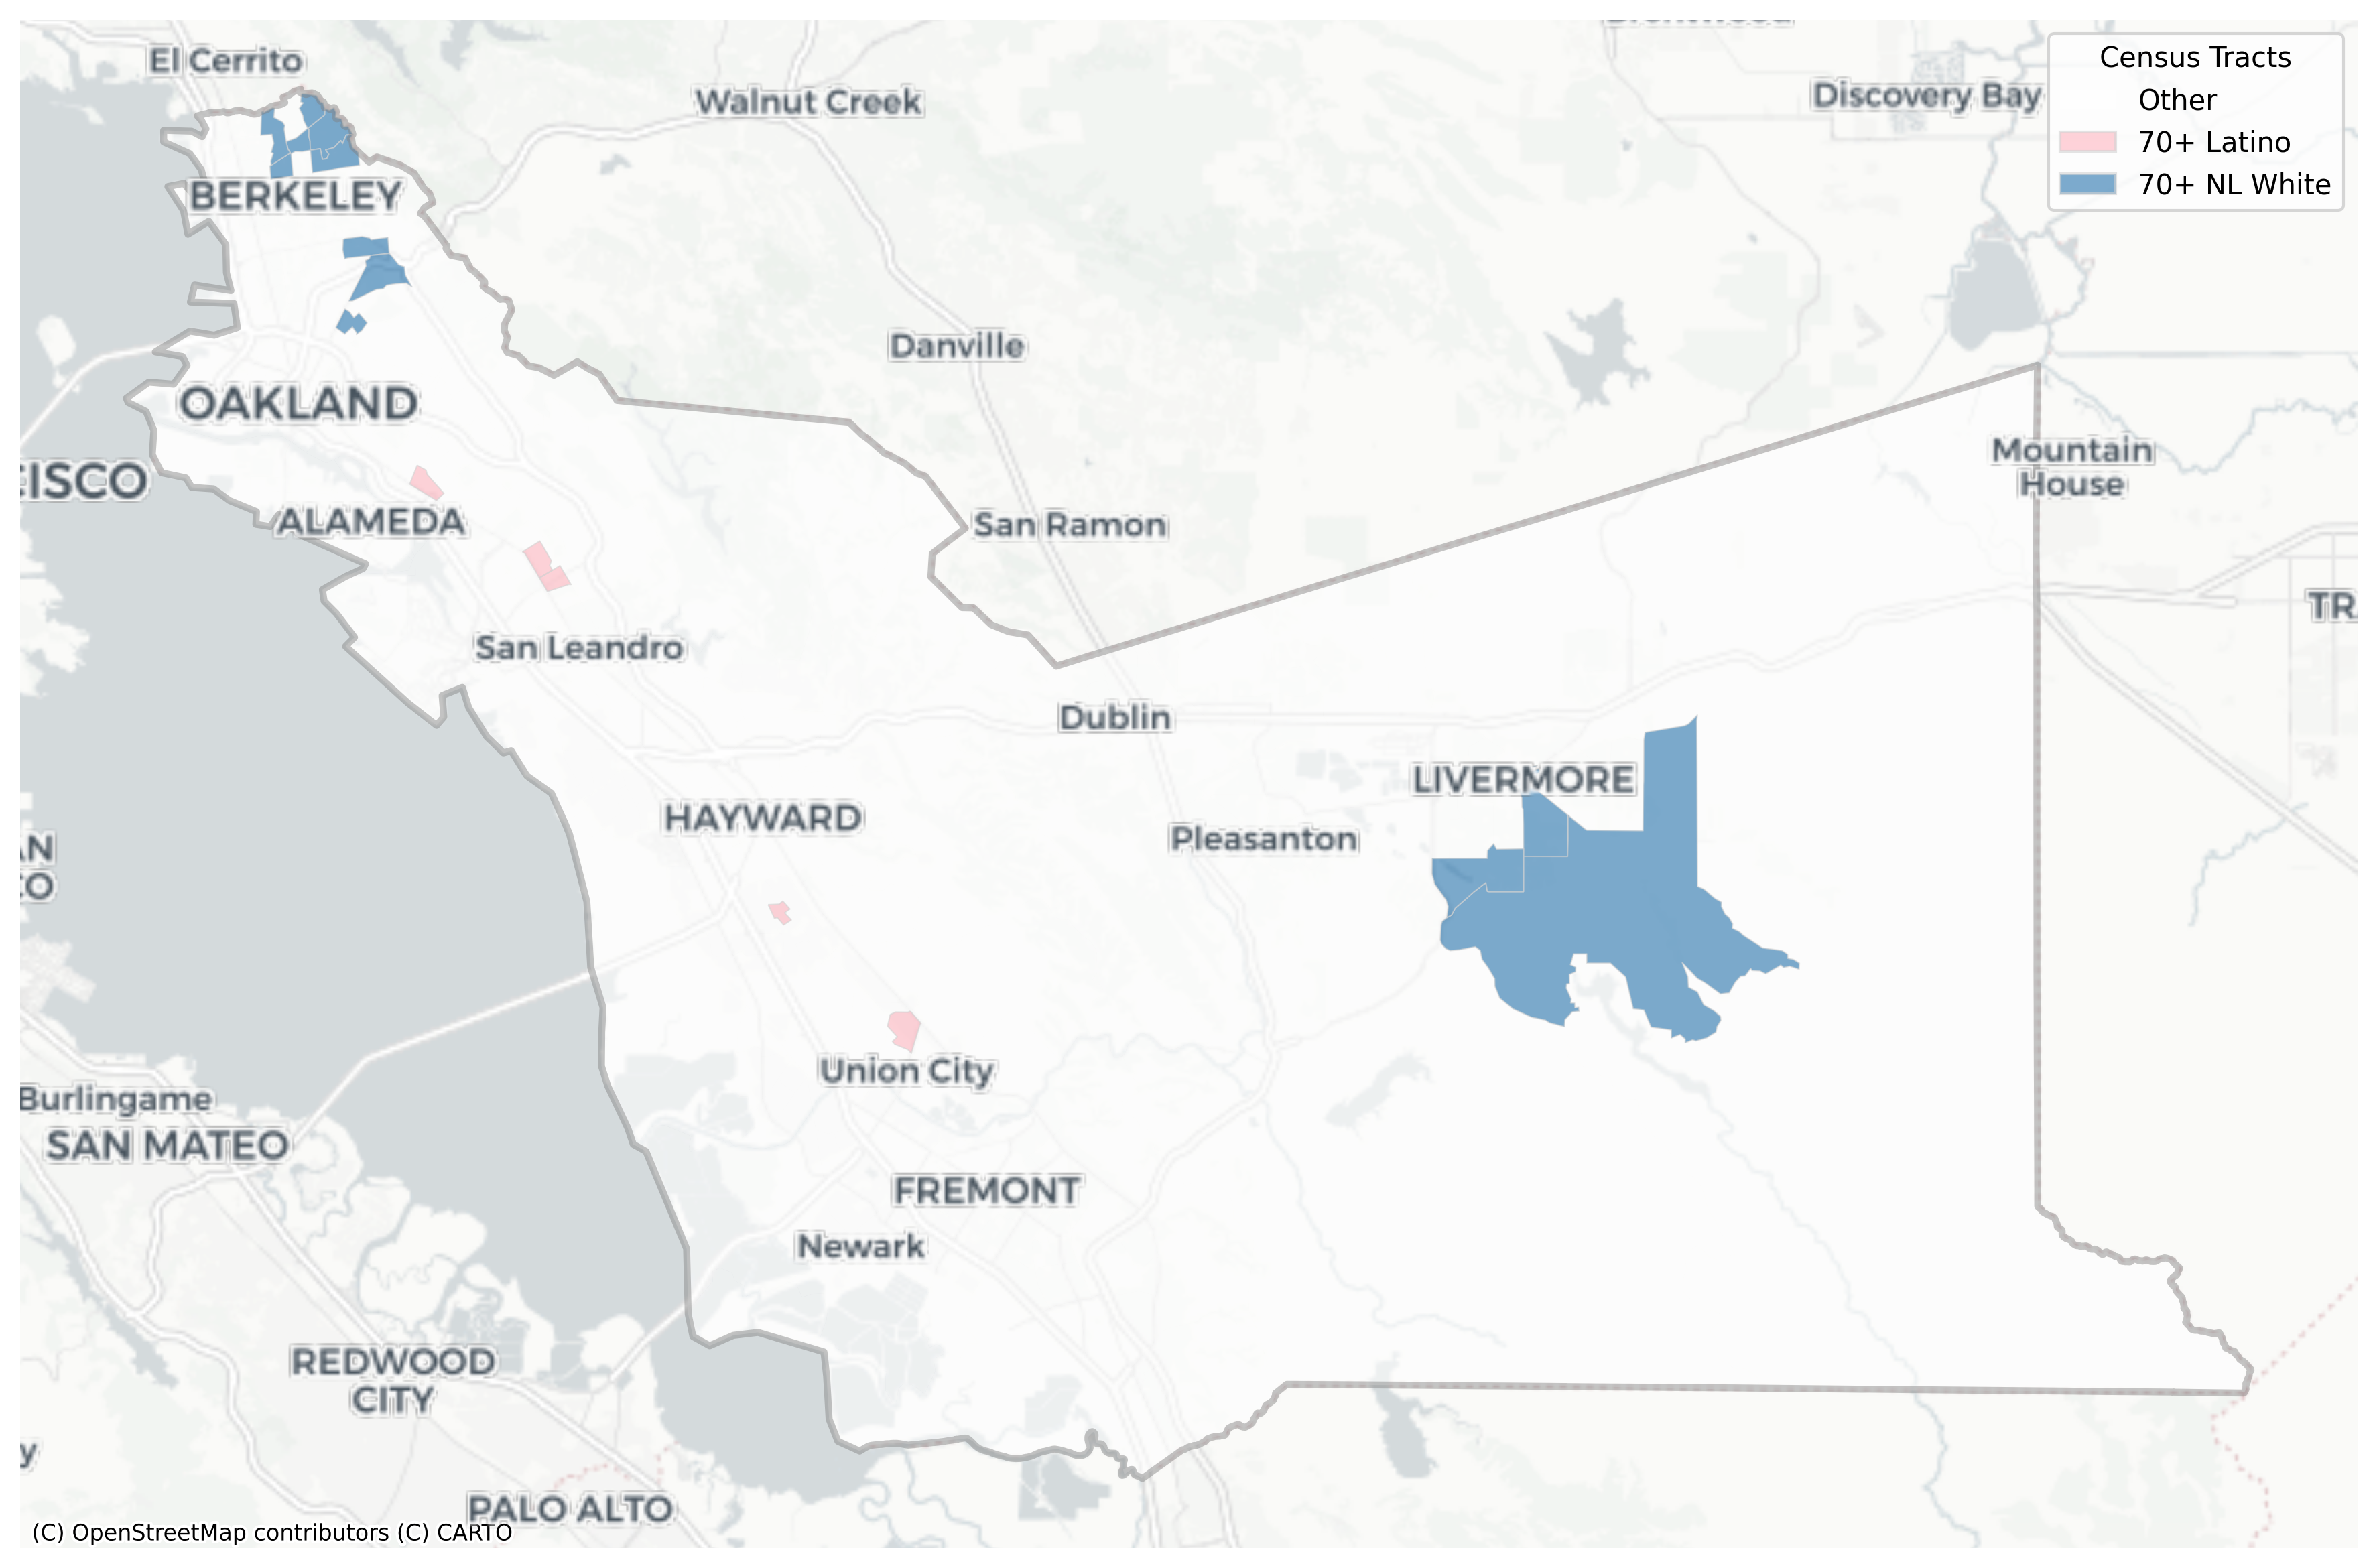 El Cerrito
Walnut Creek
Discovery Bay
Census Tracts
Other
70+ Latino
70+ NL White
BERKELEY
Danville
OAKLAND
Mountain
House
CISCO
ALAMEDA
San Ramon
TR
San Leandro
Dublin
LIVERMORE
HAYWARD
Pleasanton
AN
CO
Union City
Burlingame
SAN MATEO
FREMONT
Newark
REDWOOD
CITY
y
PALO ALTO
(C) OpenStreetMap contributors (C) CARTO